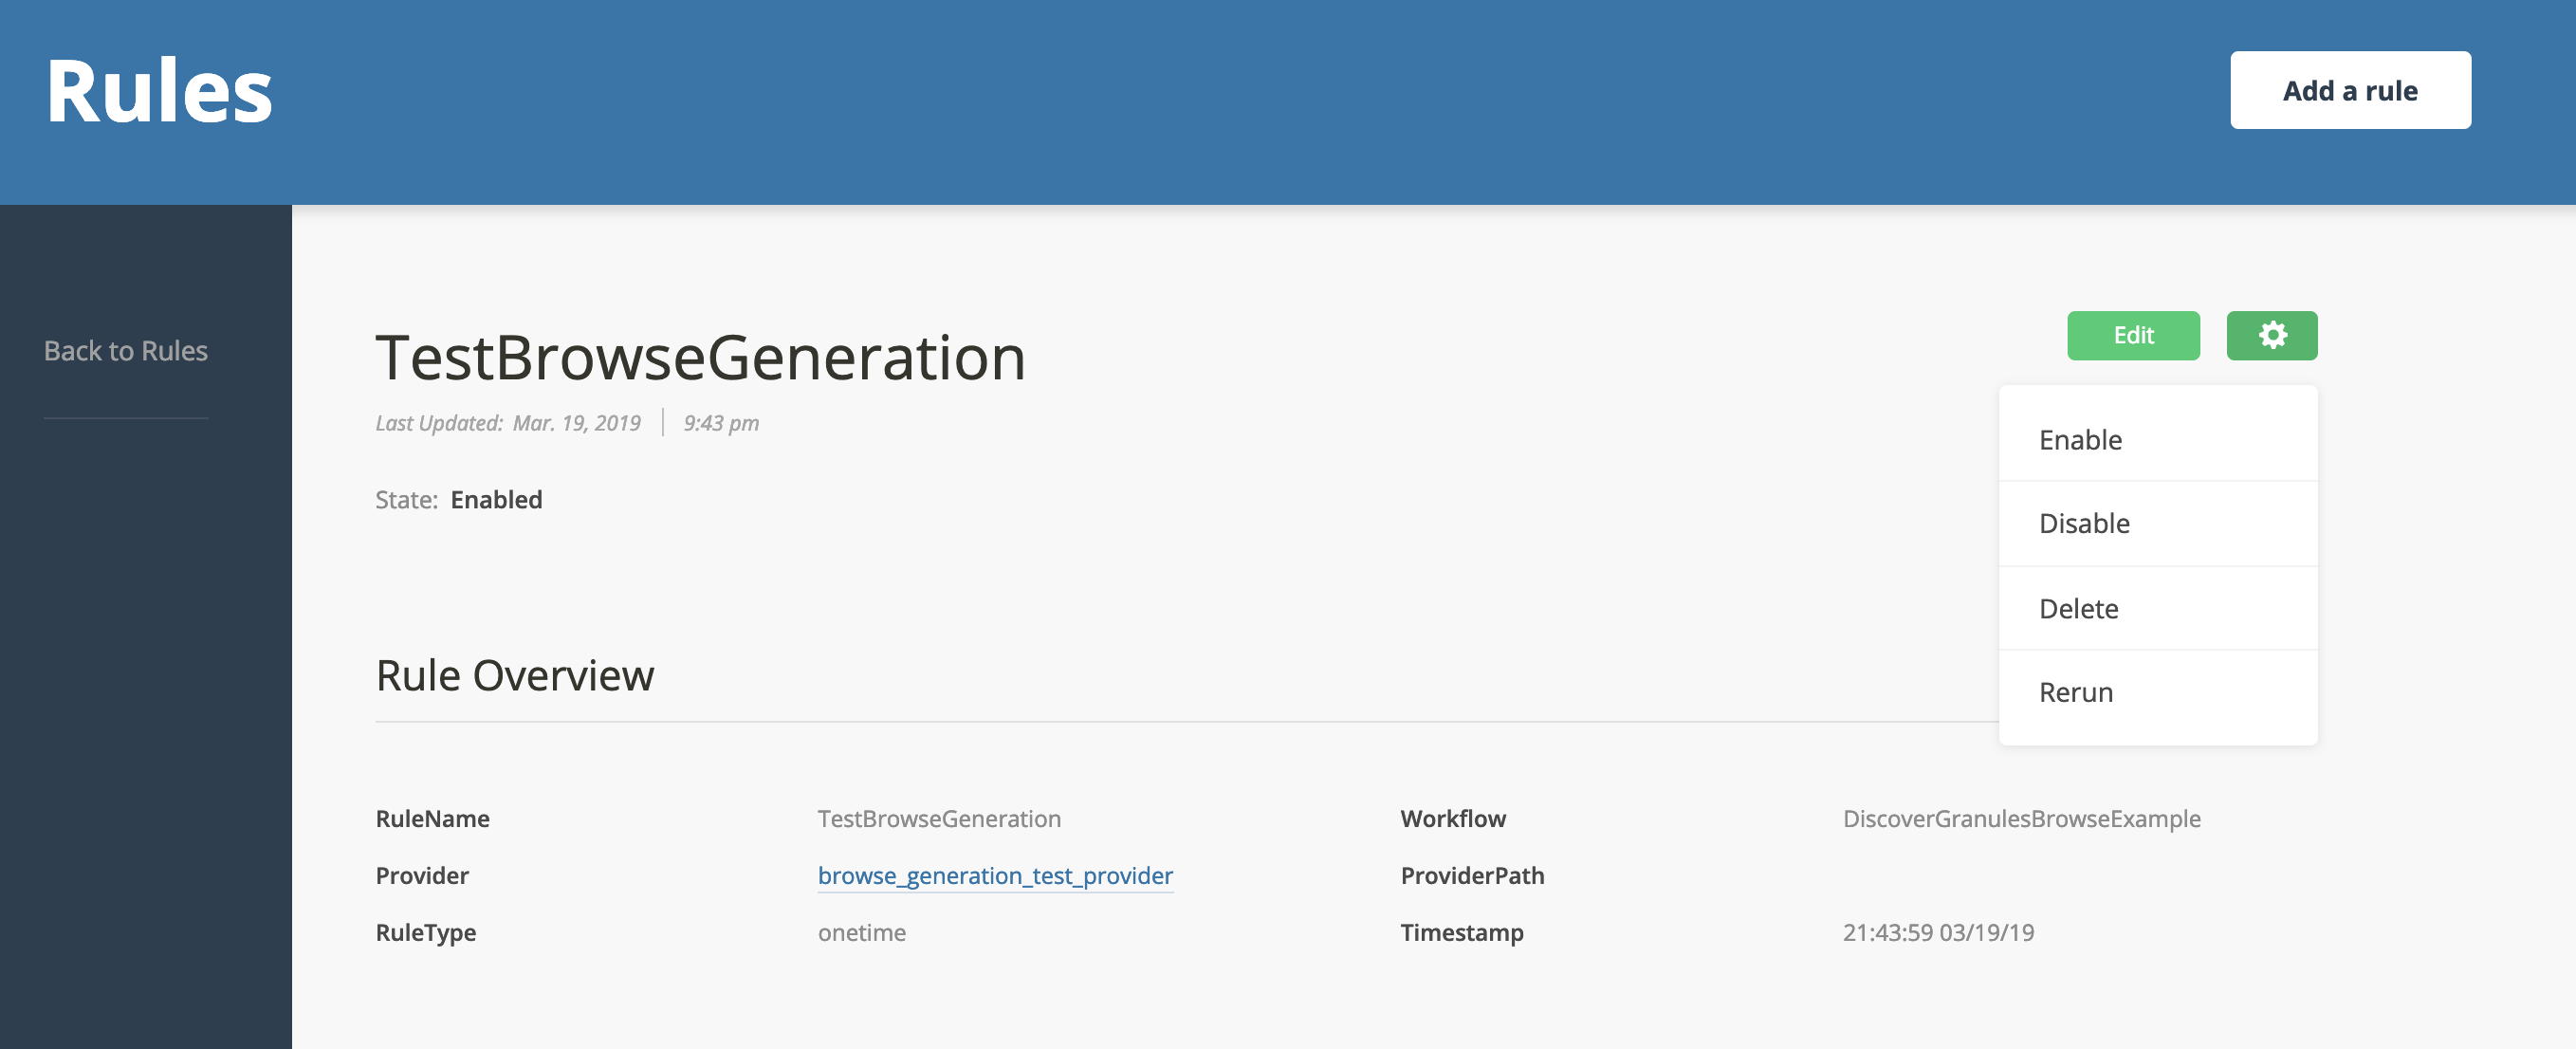 Rules
Add a rule
Back to Rules
TestBrowseGeneration
Edit
Last Updated: Mar. 19, 2019 | 9:43 pm
State: Enabled
Enable
Disable
Delete
Rerun
Rule Overview
RuleName TestBrowseGeneration Workflow DiscoverGranulesBrowseExample
Provider browse_generation_test_provider ProviderPath
RuleType onetime Timestamp 21:43:59 03/19/19